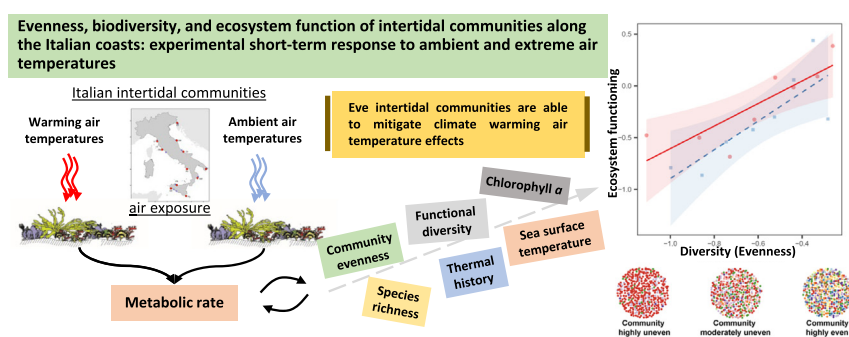 Evenness, biodiversity, and ecosystem function of intertidal communities along
the Italian coasts: experimental short-term response to ambient and extreme air
temperatures
Italian intertidal communities
Warming air
temperatures
Ambient air
temperatures
air exposure
Metabolic rate
Eve intertidal communities are able
to mitigate climate warming air
temperature effects
Chlorophyll a
Functional
diversity
Community
evenness
Sea surface
temperature
Thermal
history
Species
richness
Ecosystem functioning
0.5
0.0
-0.5
-1.0
-1.0
-0.8
-0.6
-0.4
Diversity (Evenness)
Community
highly uneven
Community
moderately uneven
Community
highly even